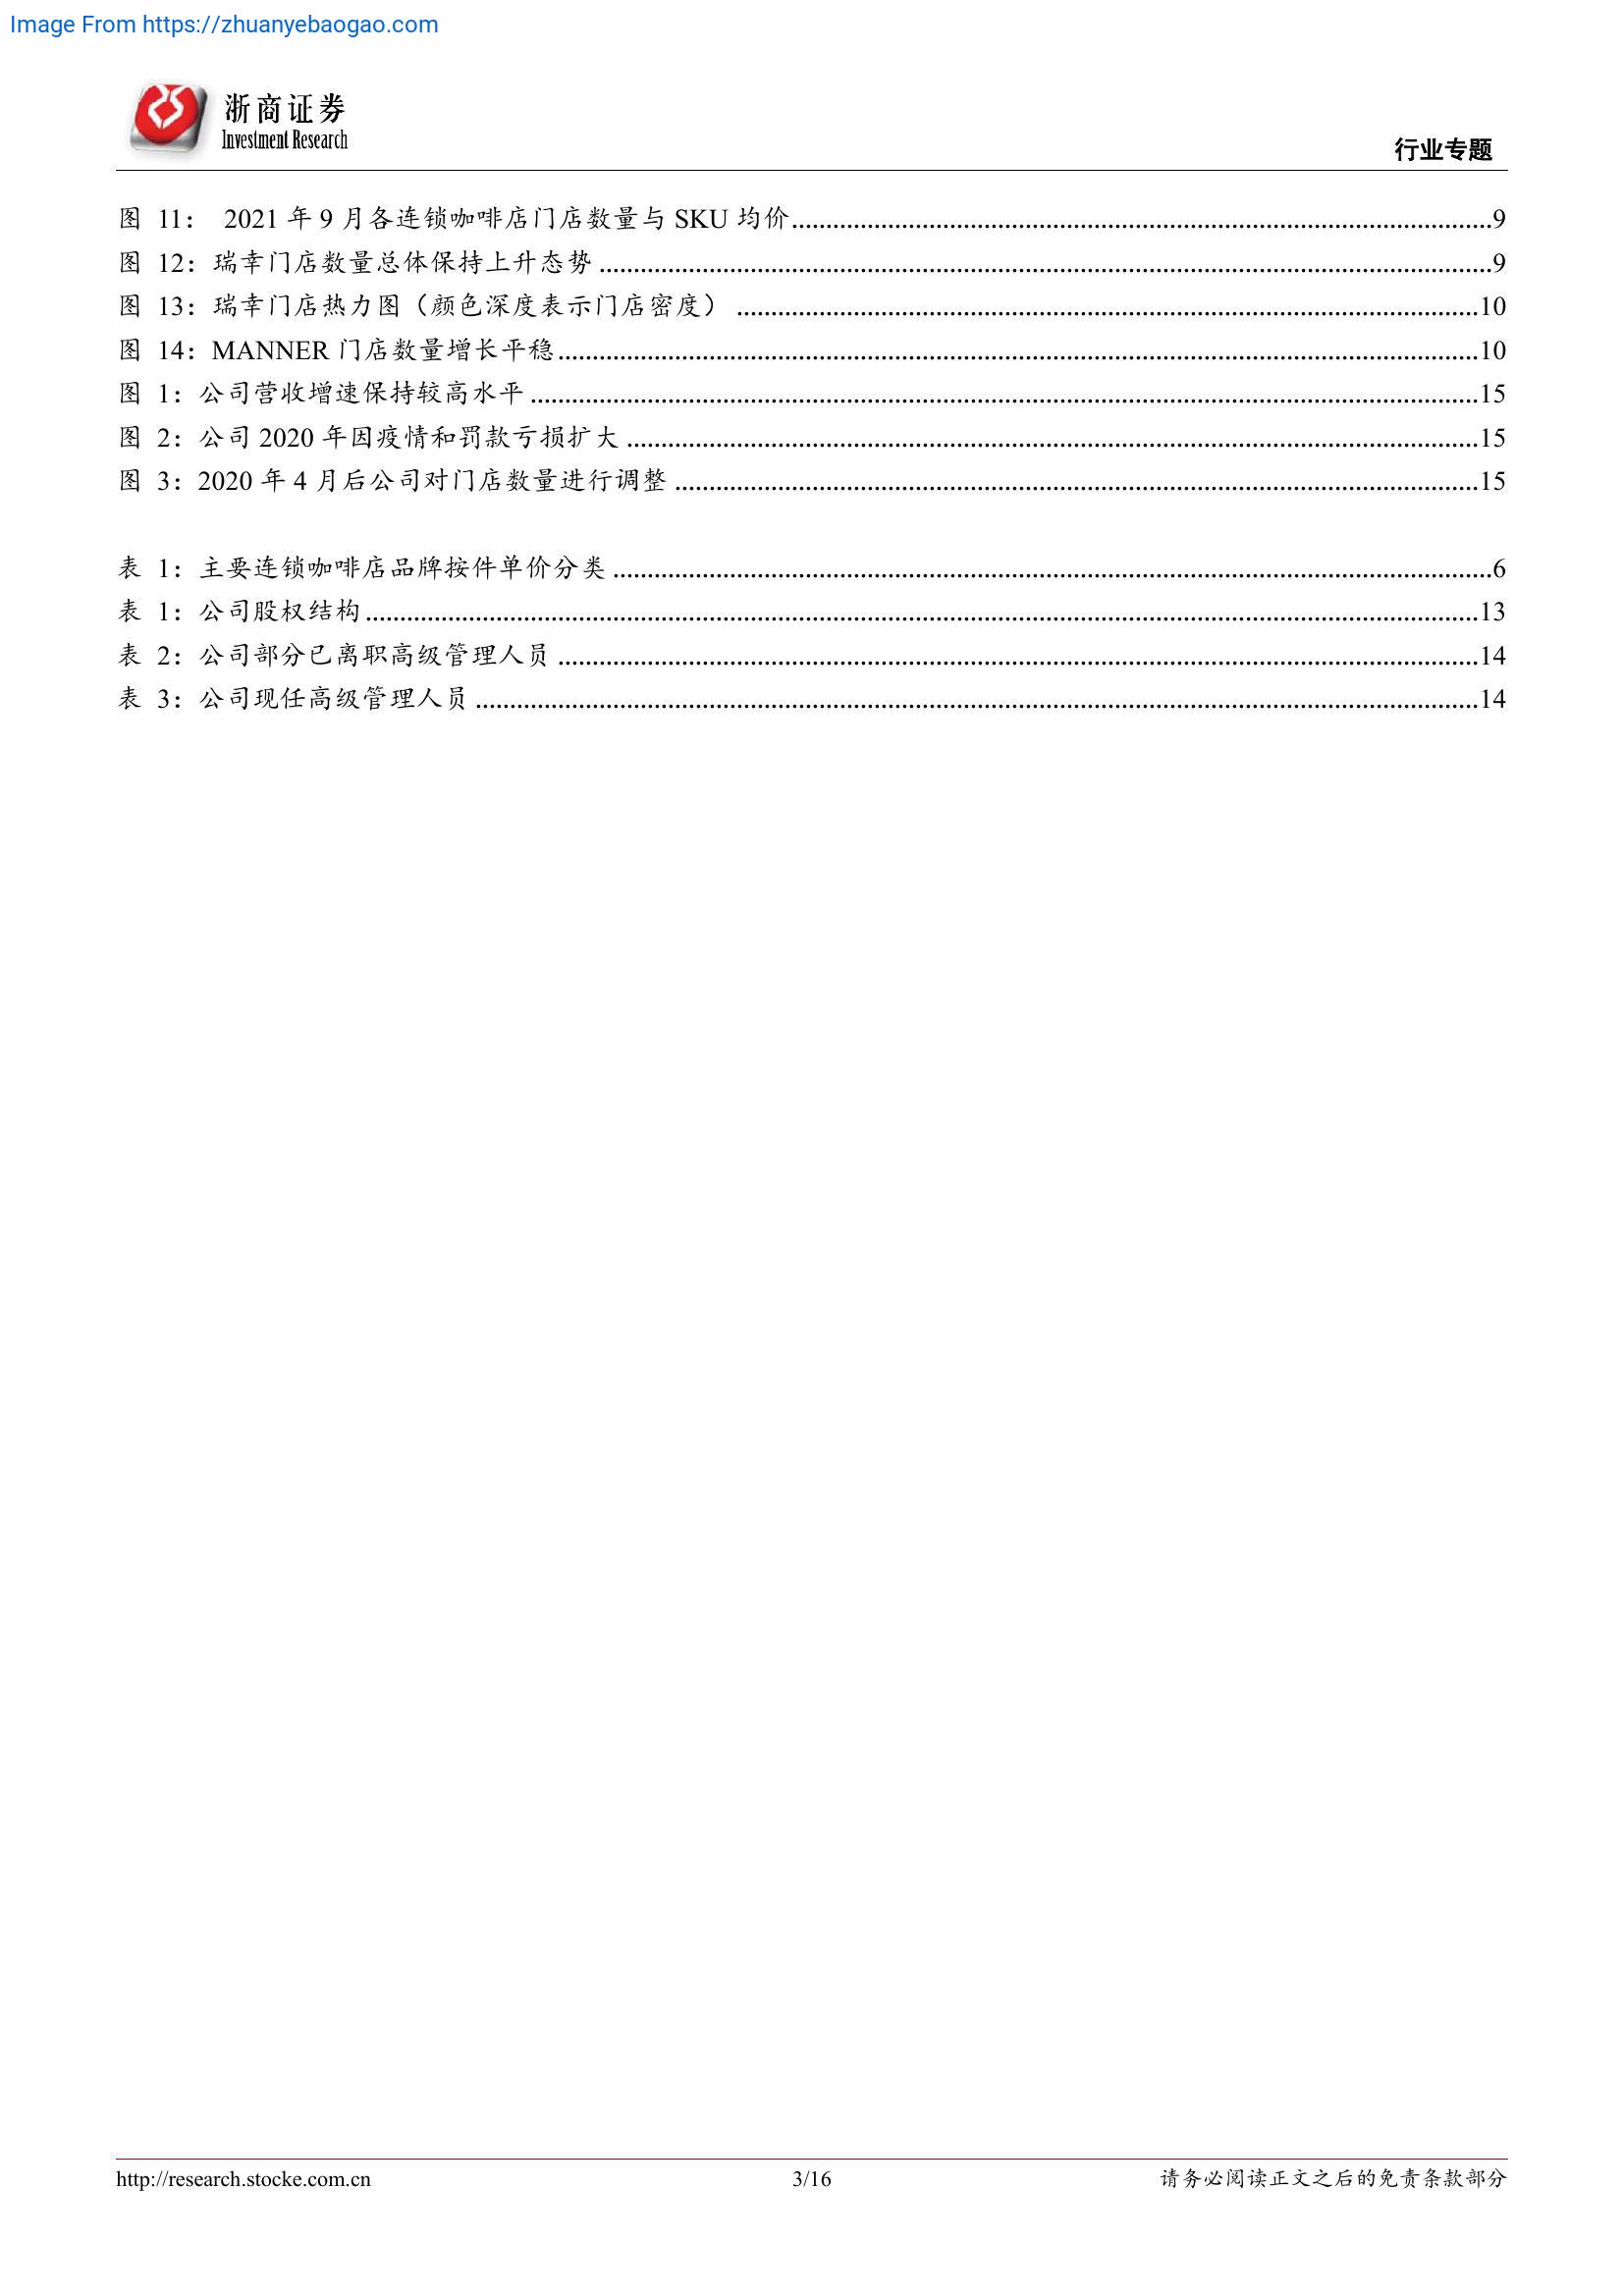 Image From https://zhuanyebaogao.com
浙商证券
Investment Research
行业专题
图 11： 2021 年 9 月各连锁咖啡店门店数量与 SKU 均价....................9
图 12：瑞幸门店数量总体保持上升态势....................9
图 13：瑞幸门店热力图（颜色深度表示门店密度）....................10
图 14：MANNER 门店数量增长平稳....................10
图 1：公司营收增速保持较高水平....................15
图 2：公司 2020 年因疫情和罚款亏损扩大....................15
图 3：2020 年 4 月后公司对门店数量进行调整....................15
表 1：主要连锁咖啡店品牌按件单价分类....................6
表 1：公司股权结构....................13
表 2：公司部分已离职高级管理人员....................14
表 3：公司现任高级管理人员....................14
http://research.stocke.com.cn
3/16
请务必阅读正文之后的免责条款部分